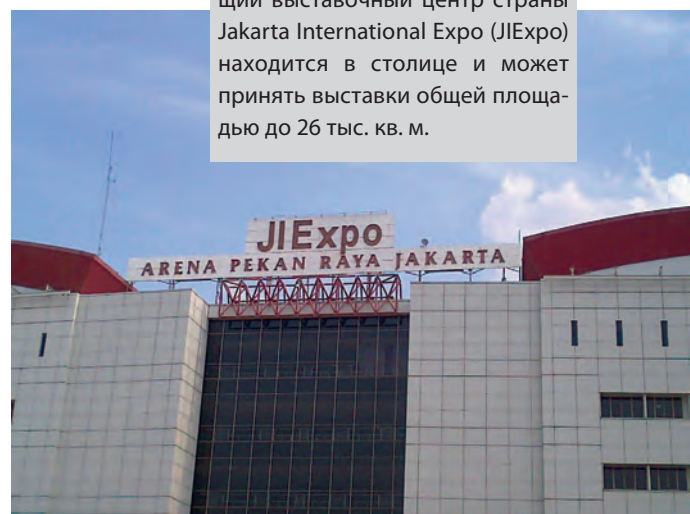 щий выставочный центр страны
Jakarta International Expo (JIExpo)
находится в столице и может
принять выставки общей площа-
дью до 26 тыс. кв. м.
JIExpo
ARENA PEKAN RAYA JAKARTA